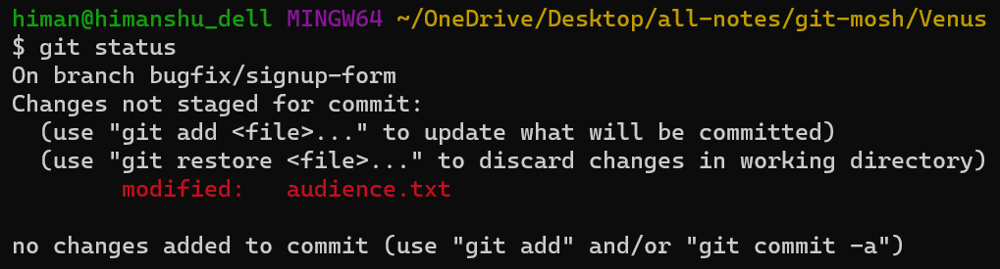 himan@himanshu_dell MINGW64 ~/OneDrive/Desktop/all-notes/git-mosh/Venus
$ git status
On branch bugfix/signup-form
Changes not staged for commit:
  (use "git add <file>..." to update what will be committed)
  (use "git restore <file>..." to discard changes in working directory)
        modified:   audience.txt

no changes added to commit (use "git add" and/or "git commit -a")